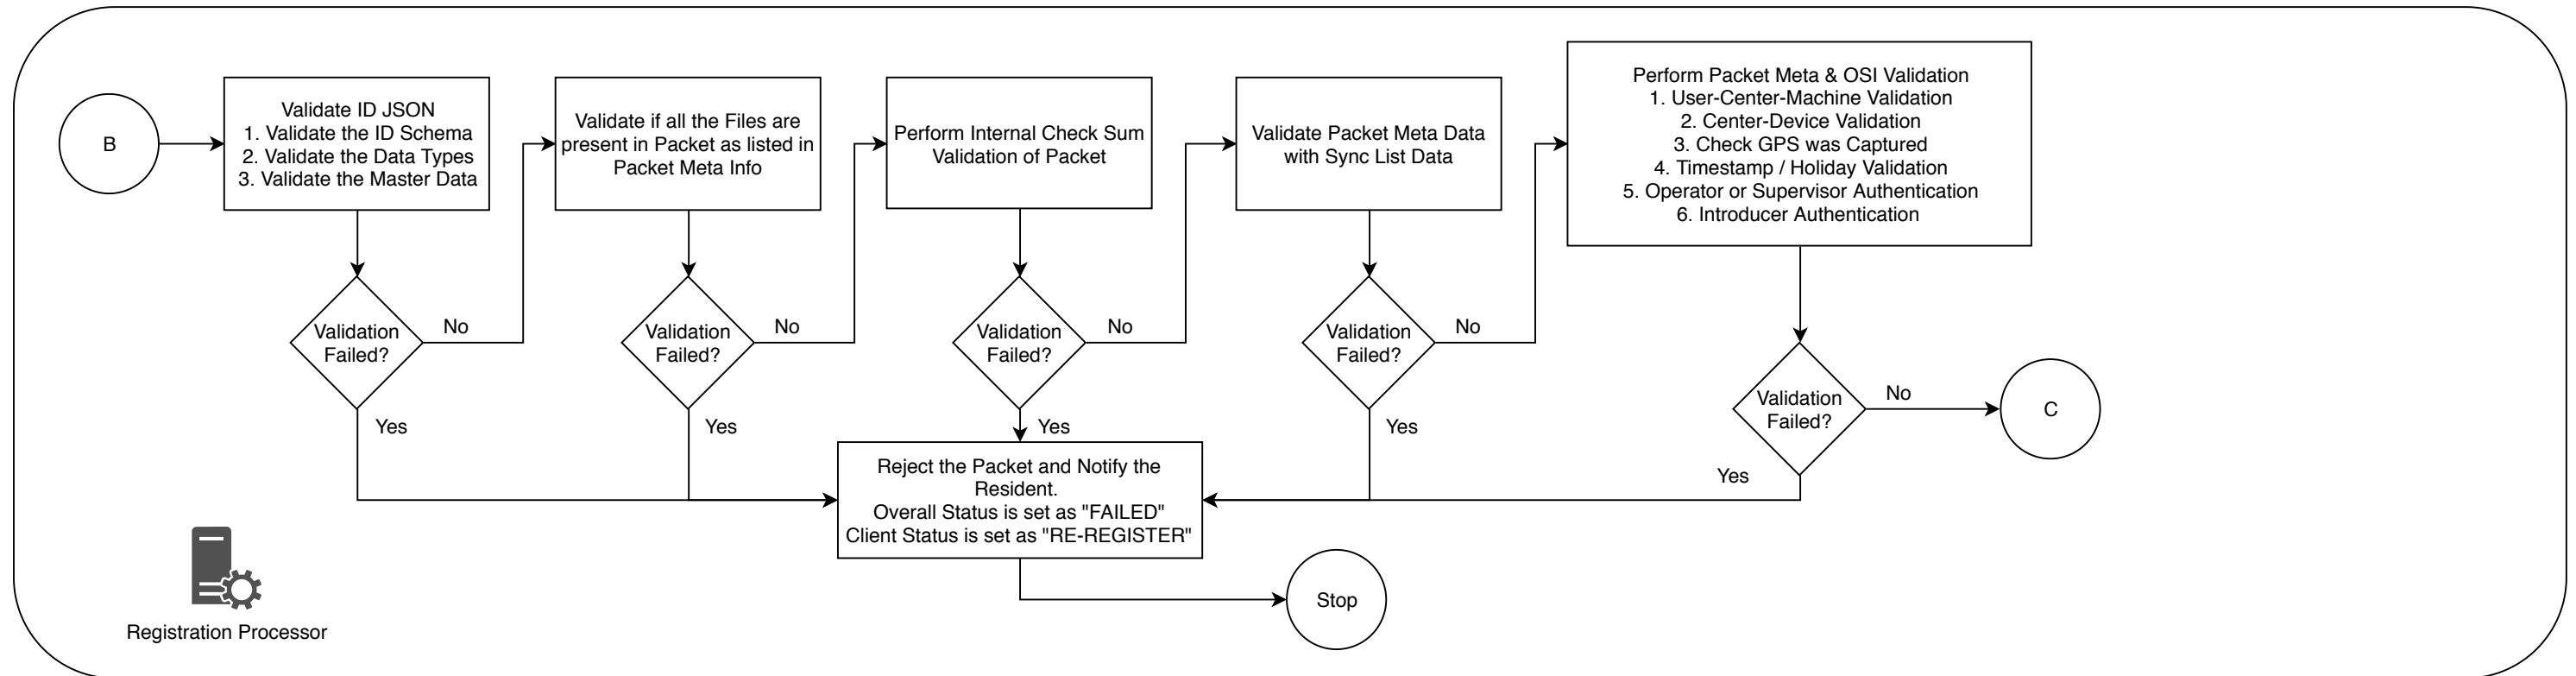 B
Validate ID JSON
1. Validate the ID Schema
2. Validate the Data Types
3. Validate the Master Data
Validate if all the Files are
present in Packet as listed in
Packet Meta Info
Perform Internal Check Sum
Validation of Packet
Validate Packet Meta Data
with Sync List Data
Perform Packet Meta & OSI Validation
1. User-Center-Machine Validation
2. Center-Device Validation
3. Check GPS was Captured
4. Timestamp / Holiday Validation
5. Operator or Supervisor Authentication
6. Introducer Authentication
Validation
Failed?
No
Yes
Validation
Failed?
No
Yes
Validation
Failed?
No
Yes
Validation
Failed?
No
Yes
Validation
Failed?
No
Yes
C
Reject the Packet and Notify the
Resident.
Overall Status is set as "FAILED"
Client Status is set as "RE-REGISTER"
Stop
Registration Processor